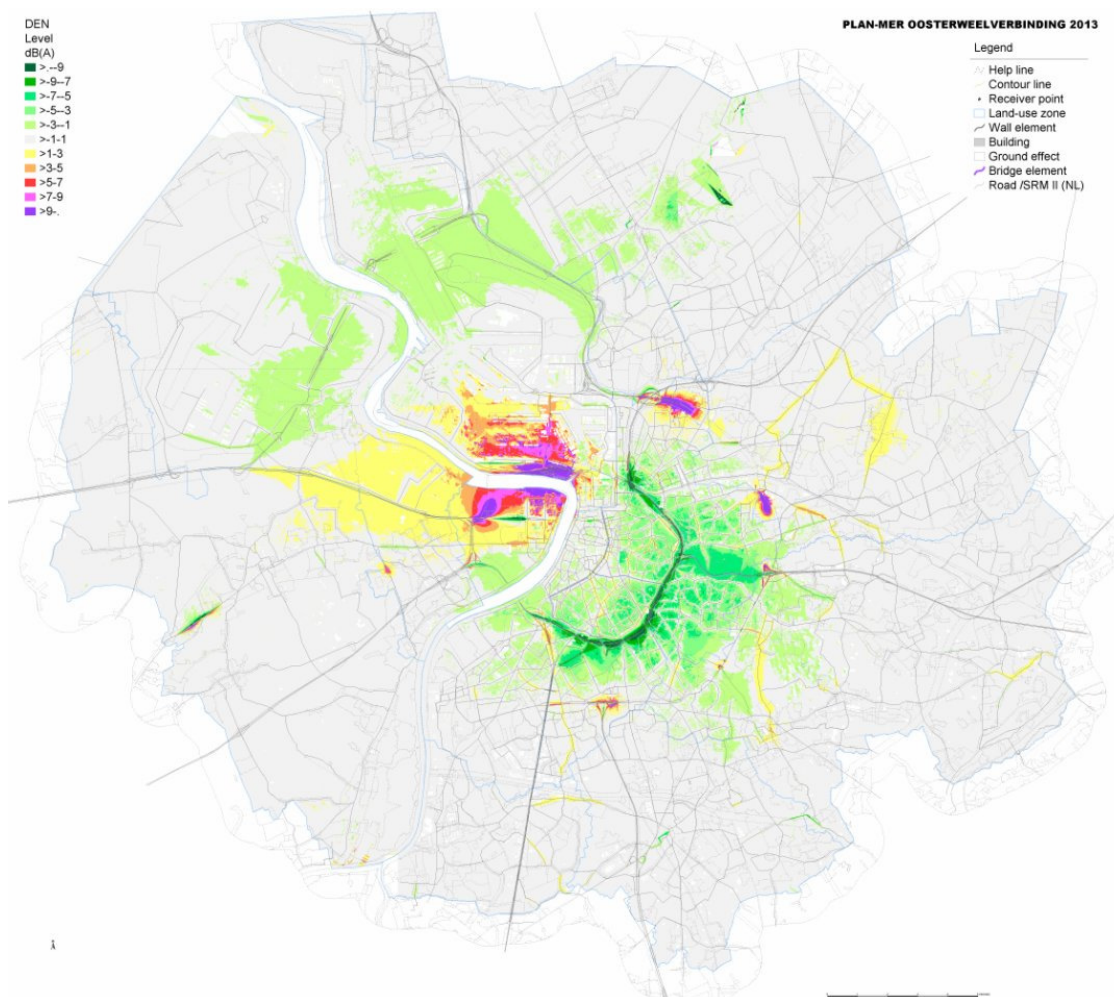 DEN
Level
dB(A)
>.--9
>-9--7
>-7--5
>-5--3
>-3--1
>-1-1
>1-3
>3-5
>5-7
>7-9
>9-.
PLAN-MER OOSTERWEELVERBINDING 2013
Legend
Help line
Contour line
Receiver point
Land-use zone
Wall element
Building
Ground effect
Bridge element
Road /SRM II (NL)